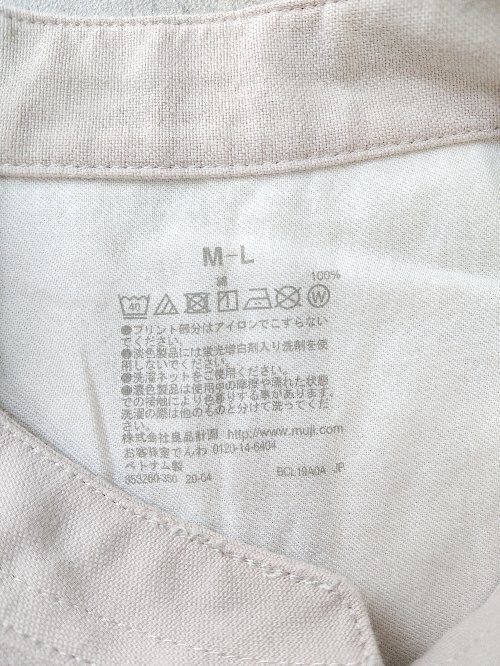 M-L
綿 100%
40 W
●プリント部分はアイロンでこすらない
でください。
●淡色製品には蛍光増白剤入り洗剤を使
用しないでください。
●洗濯ネットをご使用ください。
●濃色製品は使用中の摩擦や濡れた状態
での接触により色移りする事があります。
洗濯の際は他のものと分けて洗ってくだ
さい。
株式会社良品計画 http://www.muji.com
お客様室でんわ 0120-14-6404
ベトナム製 BCL19A0A JP
853260-350 20-04